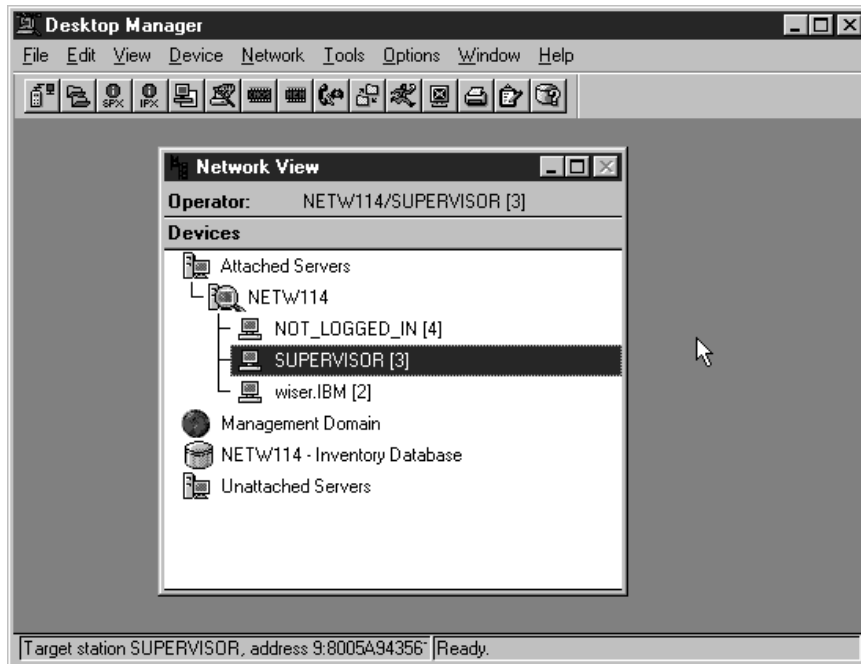 Desktop Manager
File Edit View Device Network Tools Options Window Help
SPX IPX
Network View
Operator: NETW114/SUPERVISOR [3]
Devices
Attached Servers
NETW114
NOT_LOGGED_IN [4]
SUPERVISOR [3]
wiser.IBM [2]
Management Domain
NETW114 - Inventory Database
Unattached Servers
Target station SUPERVISOR, address 9:8005A94356 Ready.